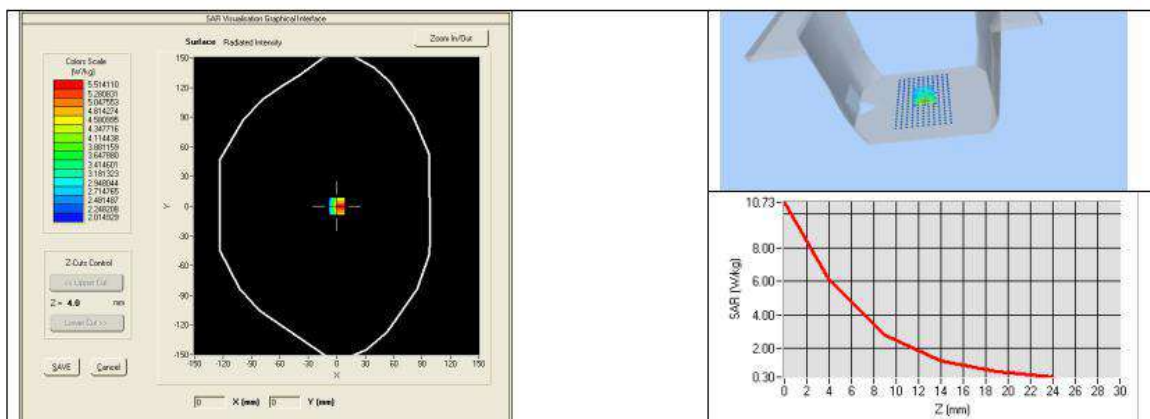 SAR Visualisation Graphical Interface
Surface Radiated Intensity
Zoom In/Out
Colors Scale
(W/kg)
5.514110
5.280831
5.047553
4.814274
4.580995
4.347716
4.114438
3.881159
3.647880
3.414601
3.181323
2.948044
2.714765
2.481487
2.248208
2.014929
Z-Cuts Control
<< Upper Cut
Z = 4.0 mm
Lower Cut >>
SAVE Cancel
150
120
90
60
30
0
-30
-60
-90
-120
-150
Y
-150 -120 -90 -60 -30 0 30 60 90 120 150
X
0 X (mm) 0 Y (mm)
10.73
8.00
6.00
4.00
2.00
0.30
SAR (W/kg)
0 2 4 6 8 10 12 14 16 18 20 22 24 26 28 30
Z (mm)